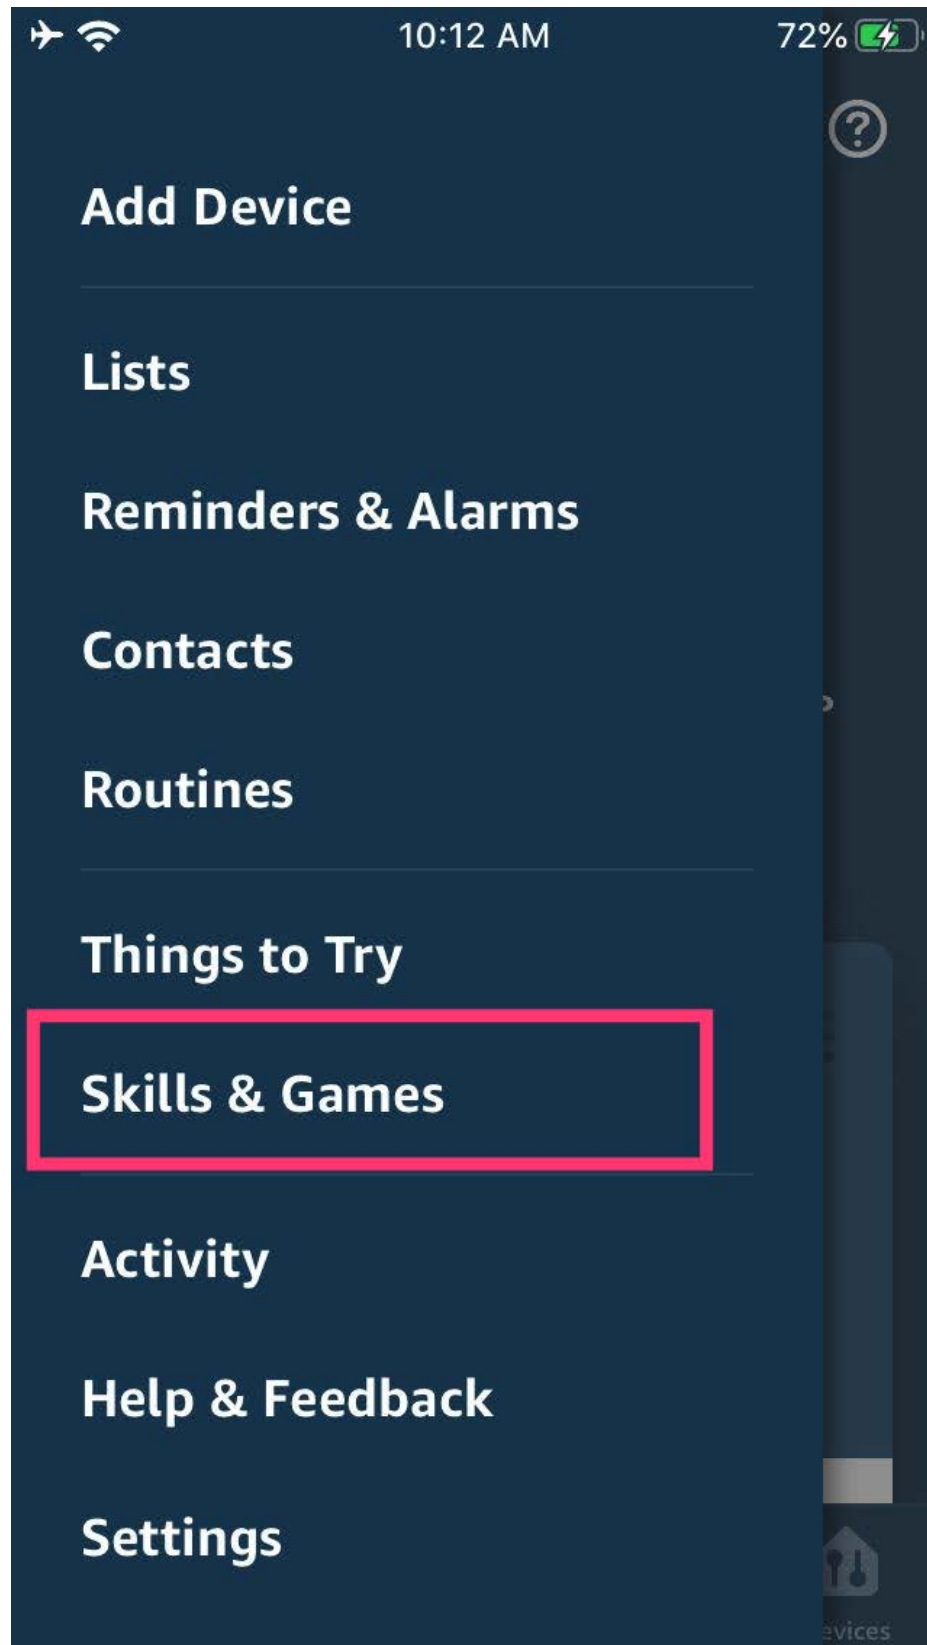 10:12 AM
72%
Add Device
Lists
Reminders & Alarms
Contacts
Routines
Things to Try
Skills & Games
Activity
Help & Feedback
Settings
evices